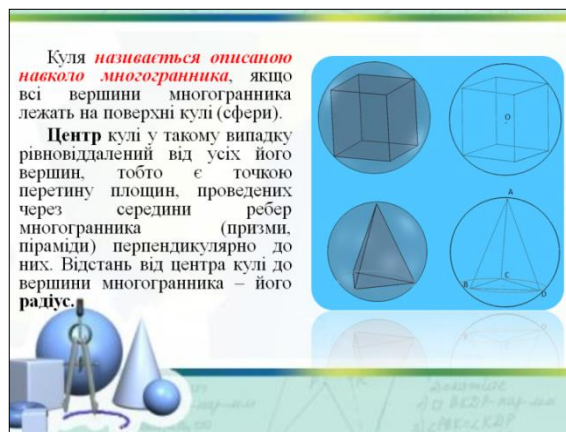 Куля називається описаною
навколо многогранника, якщо
всі вершини многогранника
лежать на поверхні кулі (сфери).
Центр кулі у такому випадку
рівновіддалений від усіх його
вершин, тобто є точкою
перетину площин, проведених
через середини ребер
многогранника (призми,
піраміди) перпендикулярно до
них. Відстань від центра кулі до
вершини многогранника – його
радіус.
O
A
B
C
D